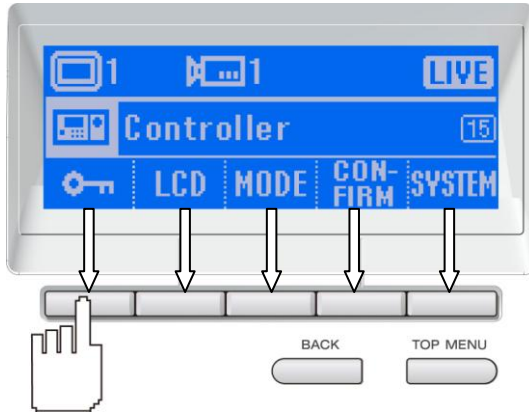 1 1 LIVE
Controller 15
LCD MODE CON-FIRM SYSTEM
BACK TOP MENU